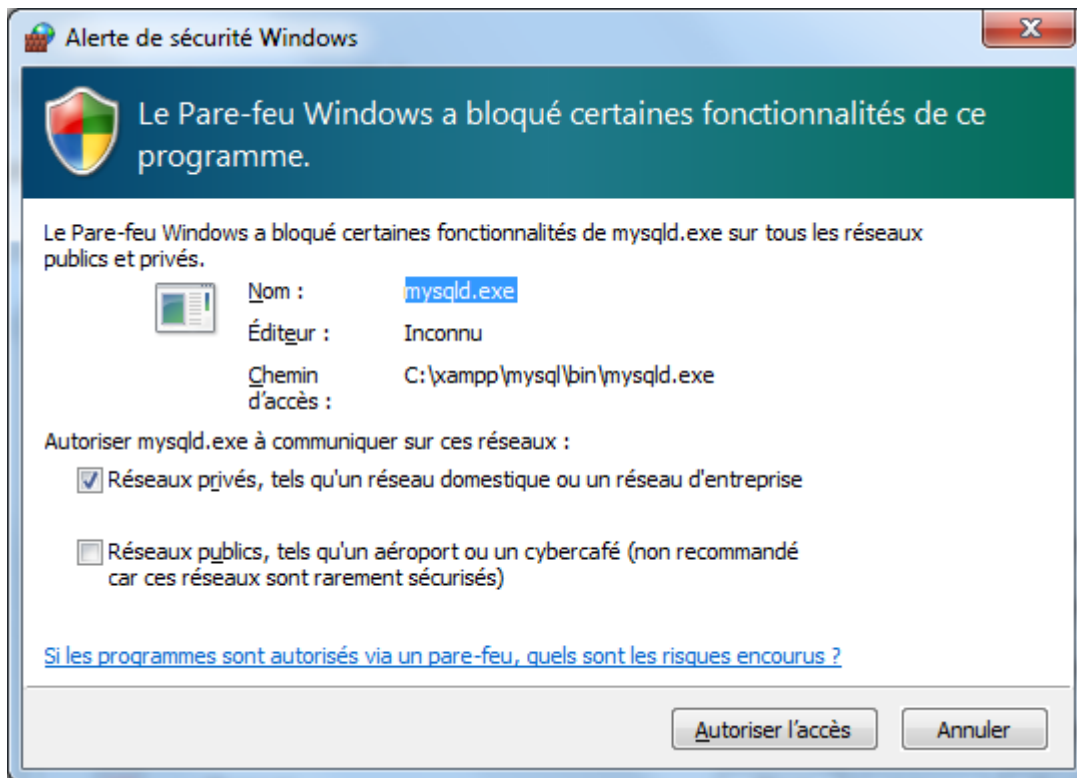 Alerte de sécurité Windows
Le Pare-feu Windows a bloqué certaines fonctionnalités de ce
programme.
Le Pare-feu Windows a bloqué certaines fonctionnalités de mysqld.exe sur tous les réseaux
publics et privés.
Nom : mysqld.exe
Éditeur : Inconnu
Chemin d'accès : C:\xampp\mysql\bin\mysqld.exe
Autoriser mysqld.exe à communiquer sur ces réseaux :
Réseaux privés, tels qu'un réseau domestique ou un réseau d'entreprise
Réseaux publics, tels qu'un aéroport ou un cybercafé (non recommandé
car ces réseaux sont rarement sécurisés)
Si les programmes sont autorisés via un pare-feu, quels sont les risques encourus ?
Autoriser l'accès
Annuler